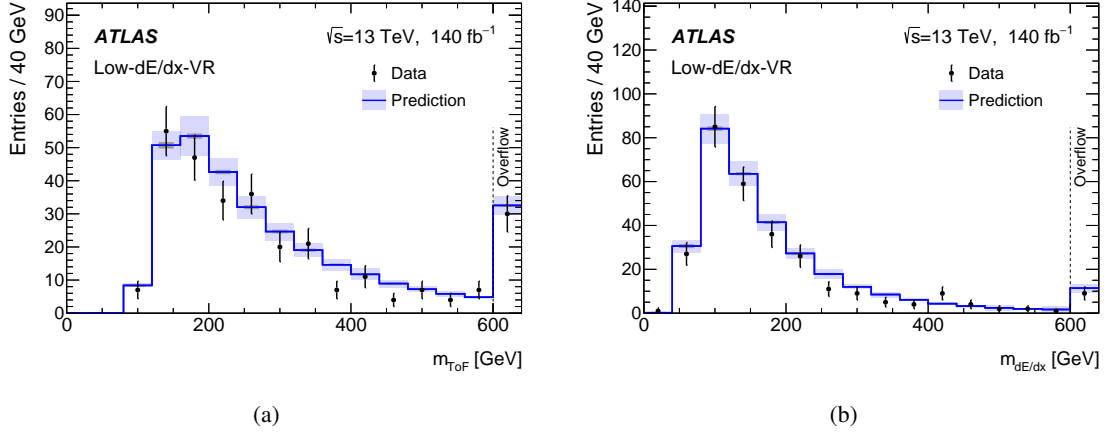 90
80
70
60
50
40
30
20
10
0
Entries / 40 GeV
ATLAS
√s=13 TeV, 140 fb⁻¹
Low-dE/dx-VR
Data
Prediction
Overflow
0 200 400 600
m_ToF [GeV]
(a)
140
120
100
80
60
40
20
0
Entries / 40 GeV
ATLAS
√s=13 TeV, 140 fb⁻¹
Low-dE/dx-VR
Data
Prediction
Overflow
0 200 400 600
m_dE/dx [GeV]
(b)